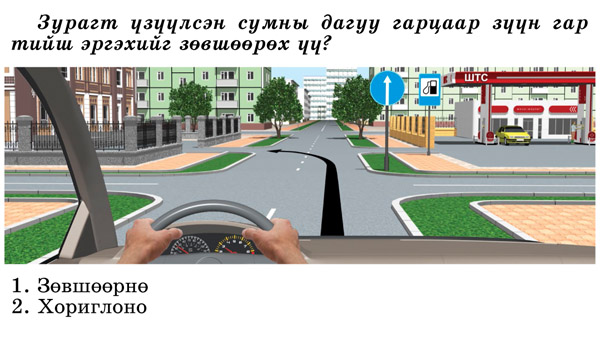 Зурагт үзүүлсэн сумны дагуу гарцаар зүүн гар
тийш эргэхийг зөвшөөрөх үү?
ШТС
1. Зөвшөөрнө
2. Хориглоно